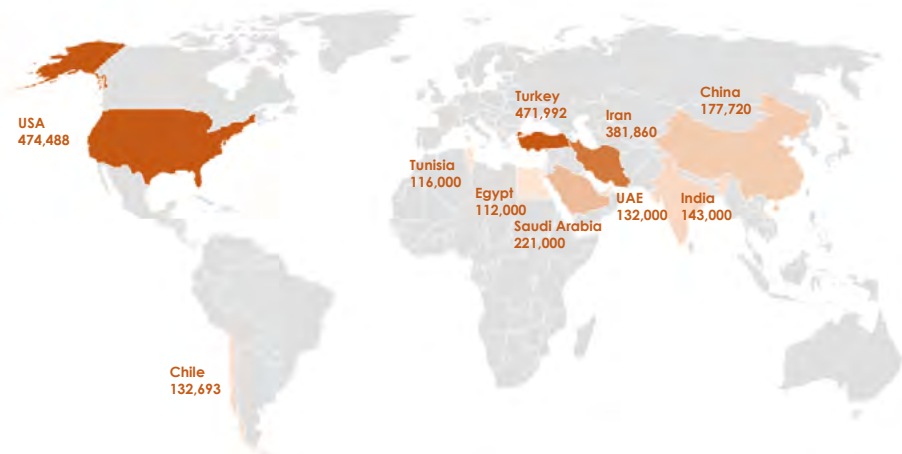 China
177,720
Turkey
471,992
Iran
381,860
USA
474,488
Tunisia
116,000
Egypt
112,000
UAE
132,000
India
143,000
Saudi Arabia
221,000
Chile
132,693